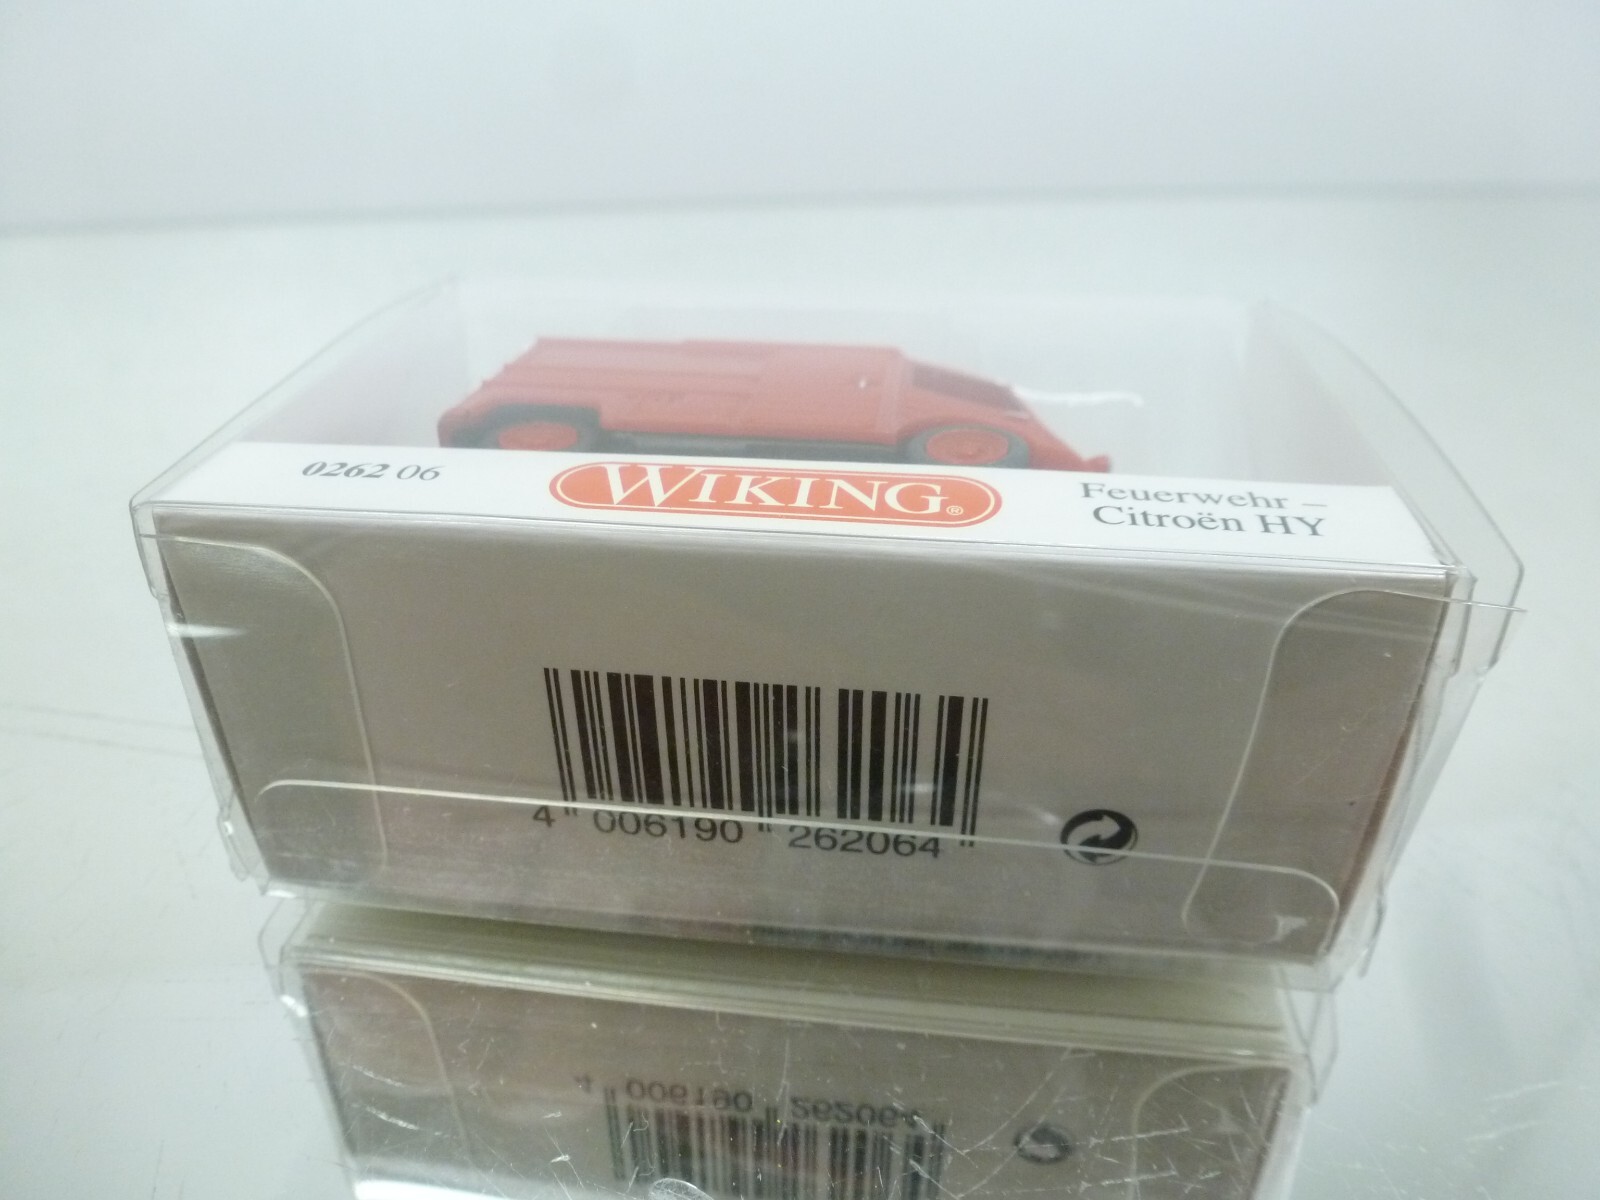 0262 06
WIKING®
Feuerwehr –
Citroën HY
4 006190 262064